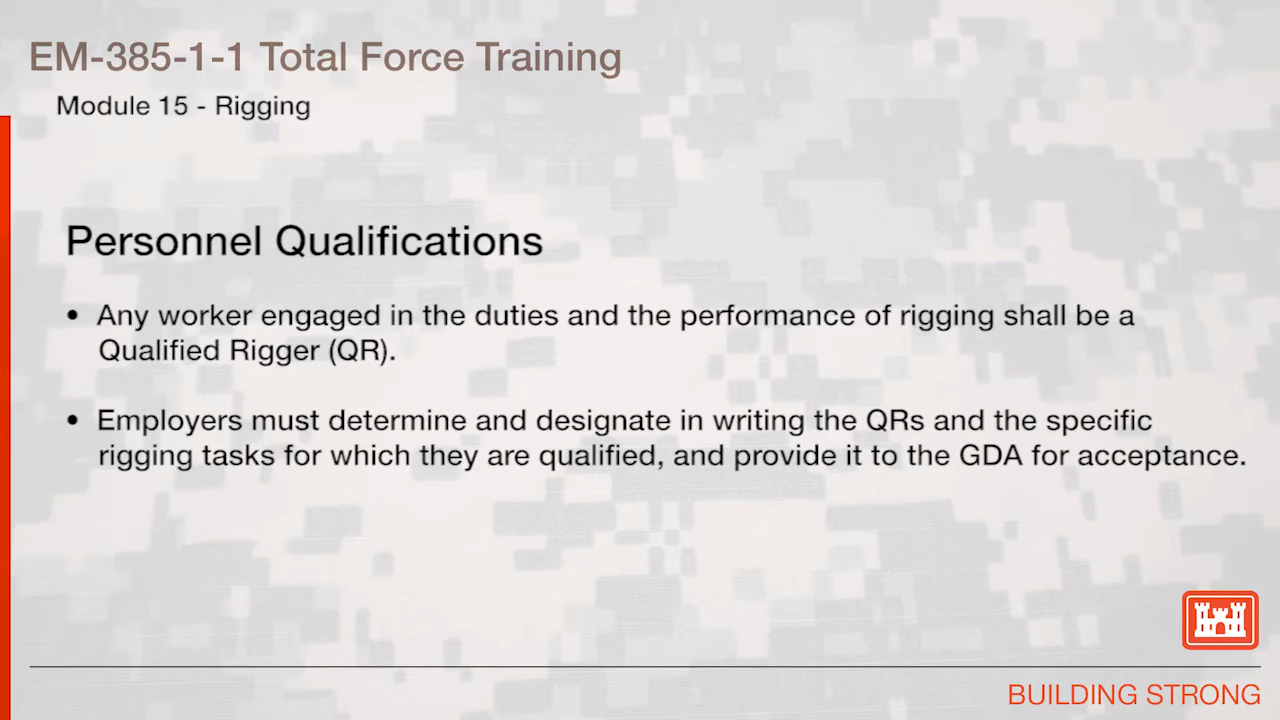 EM-385-1-1 Total Force Training
Module 15 - Rigging
Personnel Qualifications
• Any worker engaged in the duties and the performance of rigging shall be a
Qualified Rigger (QR).
• Employers must determine and designate in writing the QRs and the specific
rigging tasks for which they are qualified, and provide it to the GDA for acceptance.
BUILDING STRONG